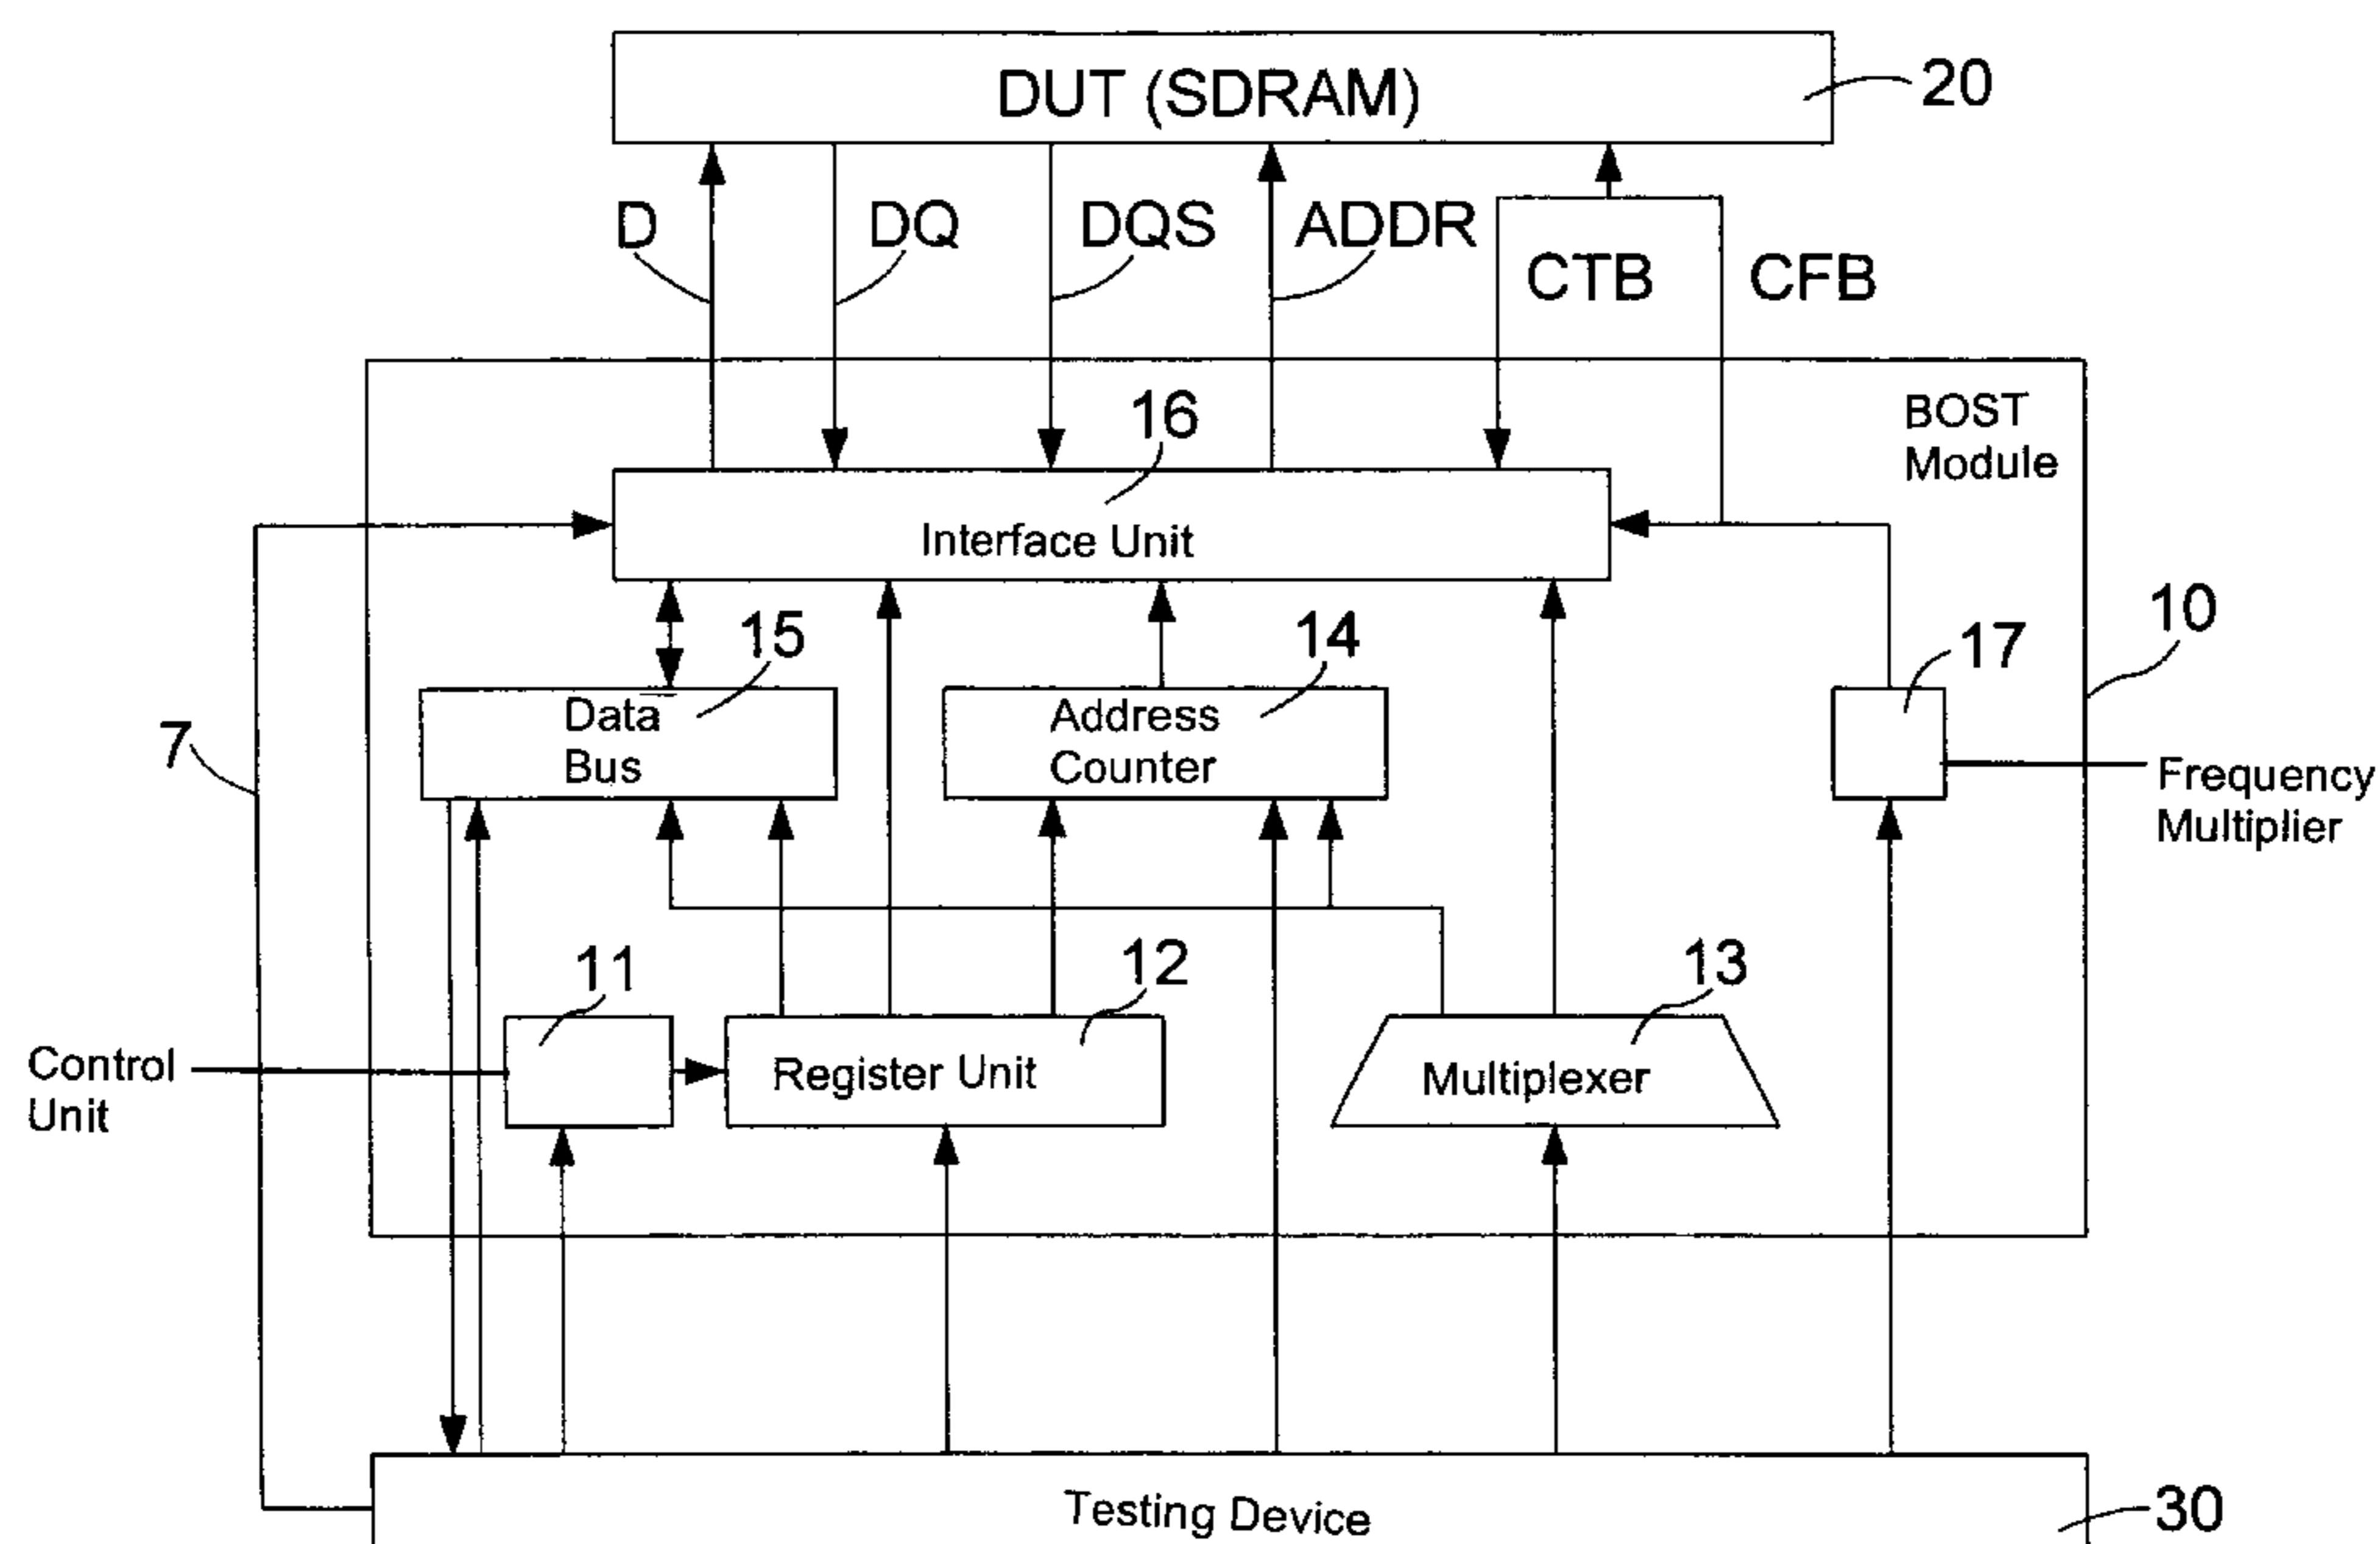 DUT (SDRAM)
20
D
DQ
DQS
ADDR
CTB
CFB
BOST
Module
16
Interface Unit
10
15
14
17
Data
Bus
Address
Counter
7
Frequency
Multiplier
11
12
13
Control
Unit
Register Unit
Multiplexer
Testing Device
30